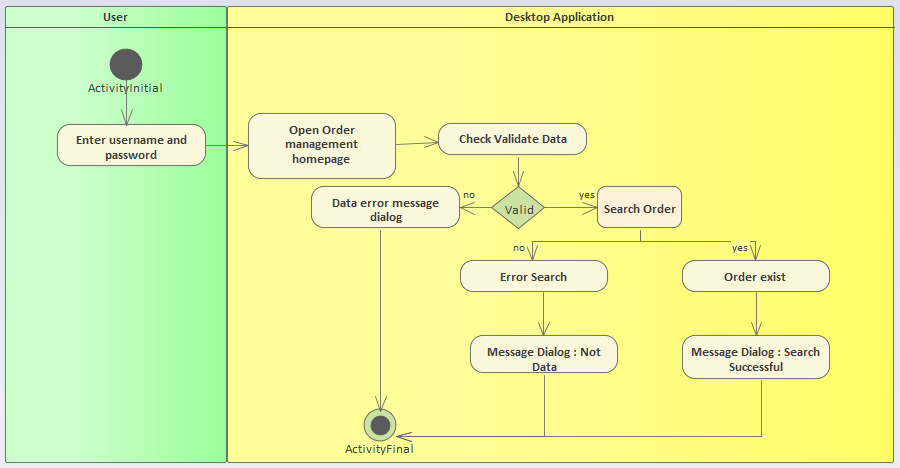 User
Desktop Application
ActivityInitial
Enter username and
password
Open Order
management
homepage
Check Validate Data
Data error message
dialog
no
Valid
yes
Search Order
no
yes
Error Search
Order exist
Message Dialog : Not
Data
Message Dialog : Search
Successful
ActivityFinal